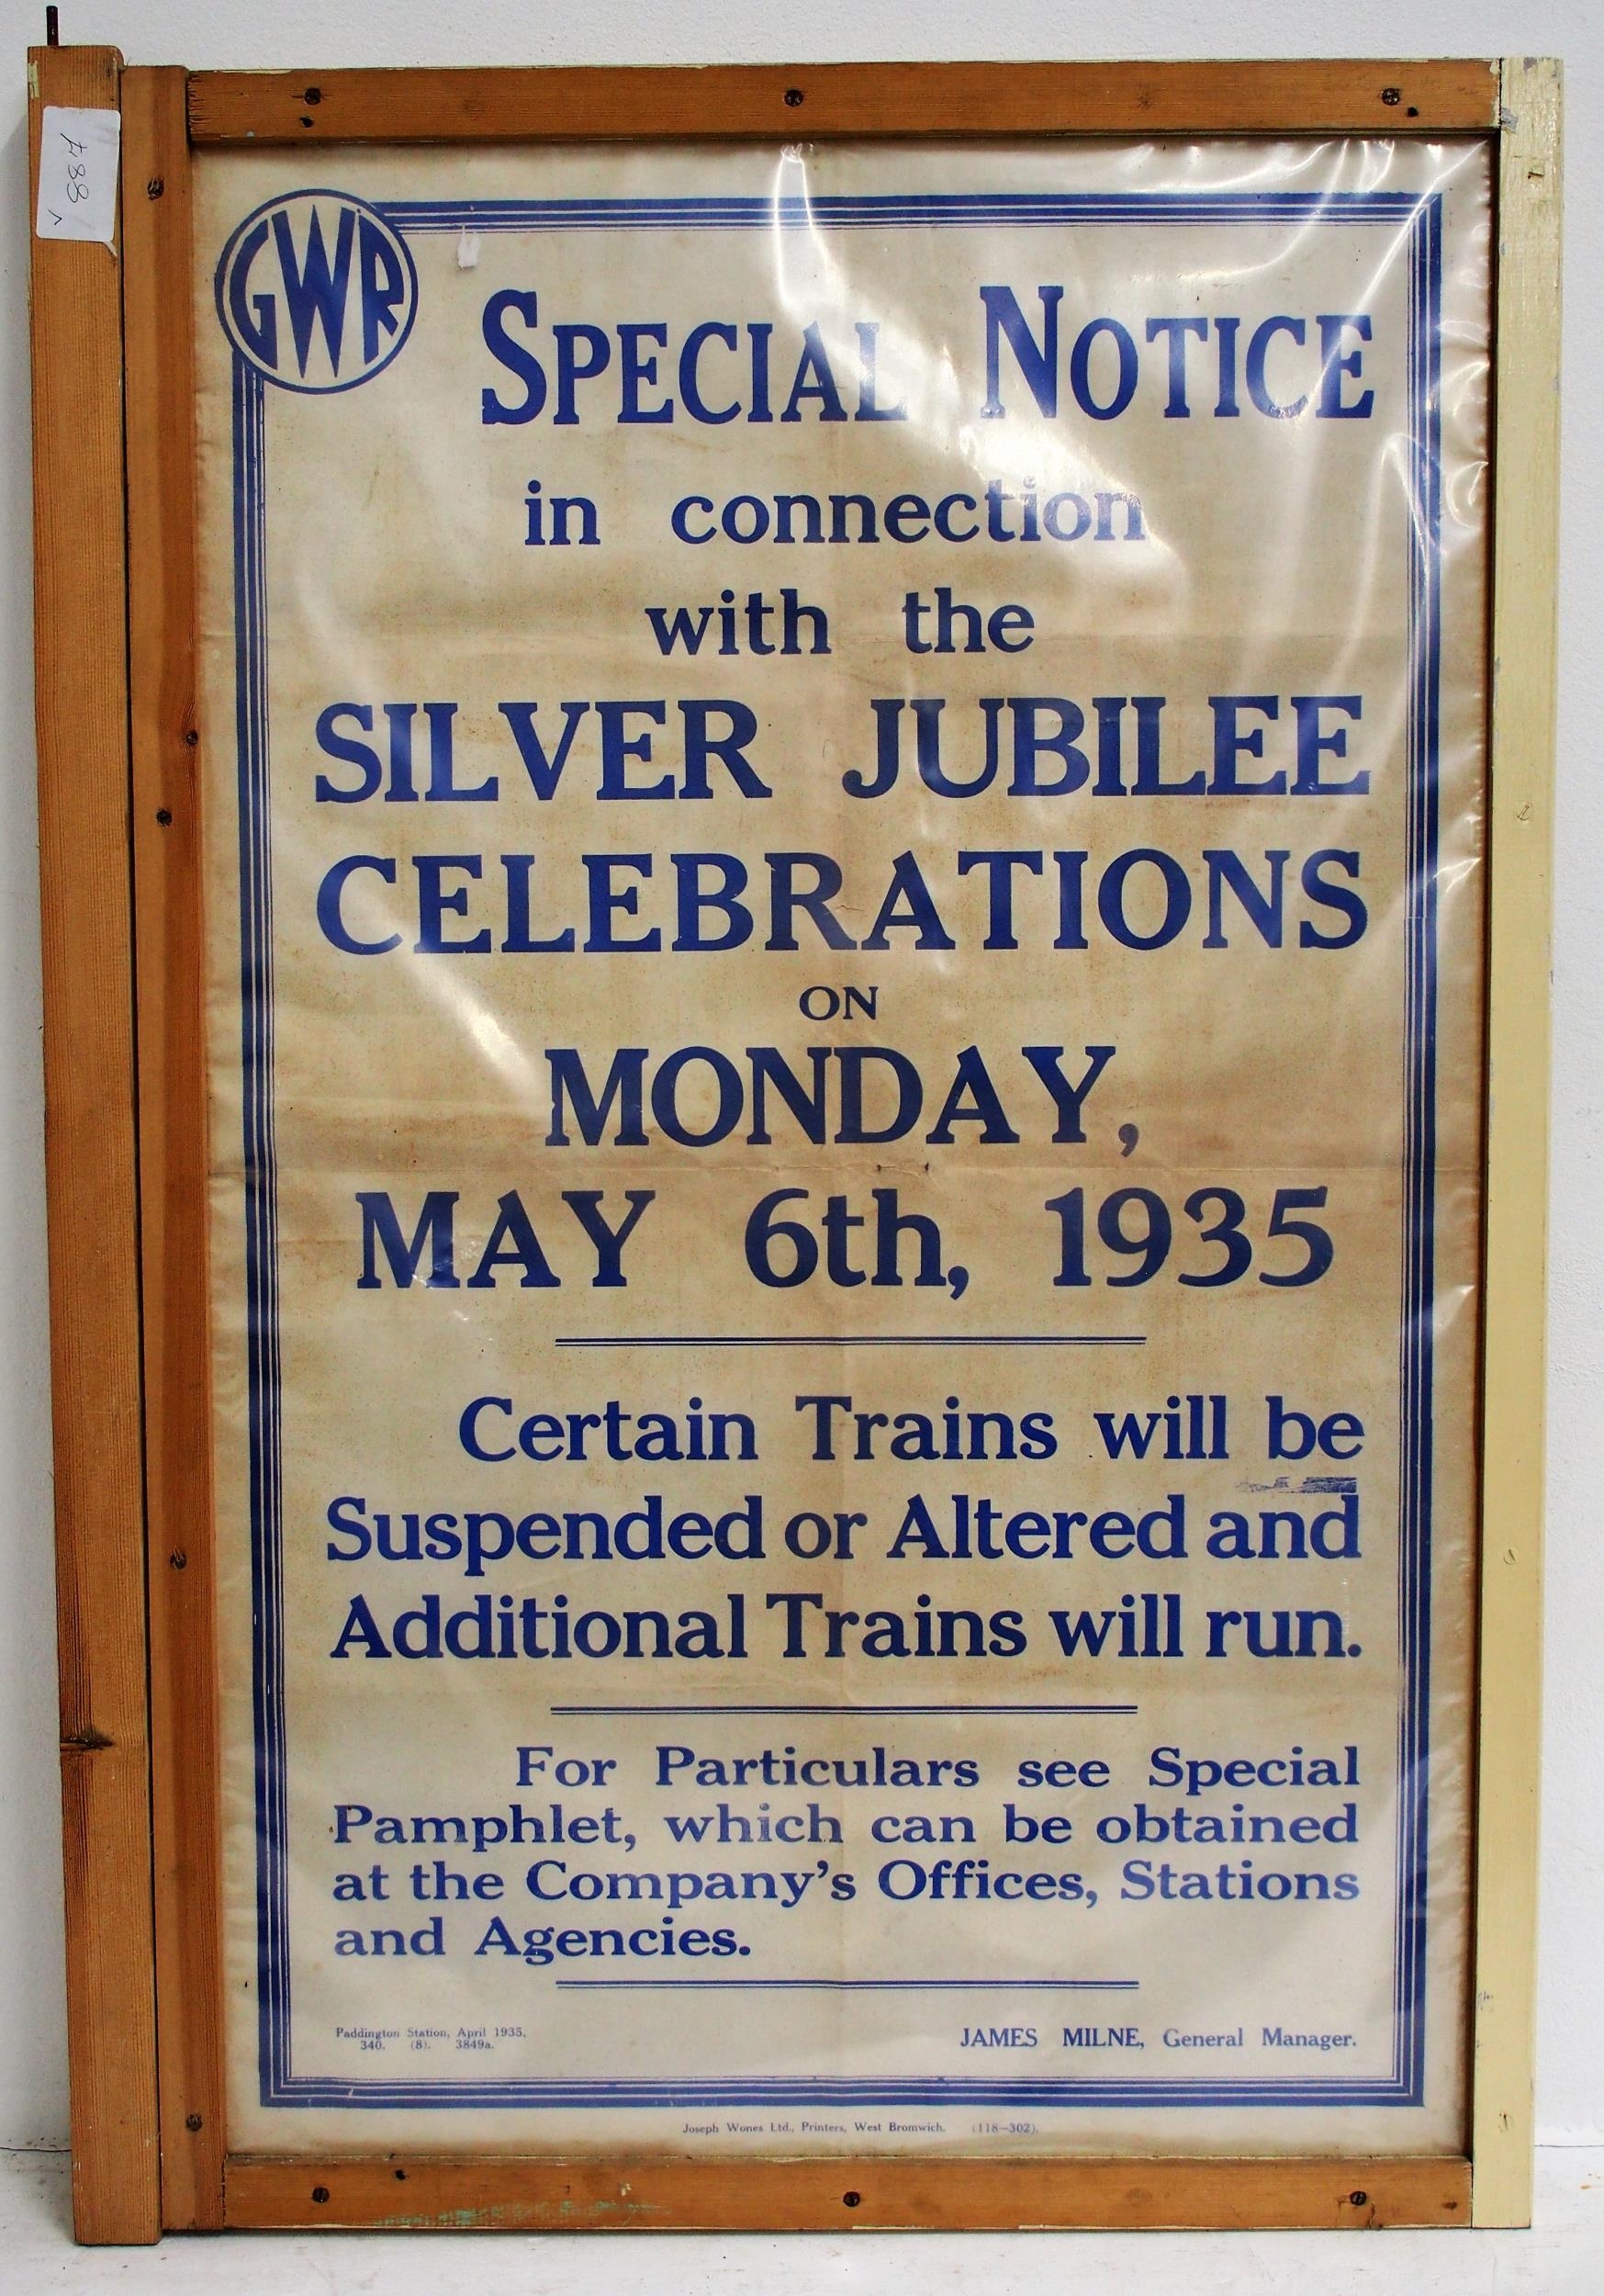 £88
GWR
SPECIAL NOTICE
in connection
with the
SILVER JUBILEE
CELEBRATIONS
ON
MONDAY,
MAY 6th, 1935
Certain Trains will be
Suspended or Altered and
Additional Trains will run.
For Particulars see Special
Pamphlet, which can be obtained
at the Company's Offices, Stations
and Agencies.
Paddington Station, April 1935.
340. (8). 3849a.
JAMES MILNE, General Manager.
Joseph Wones Ltd., Printers, West Bromwich. (118—302).